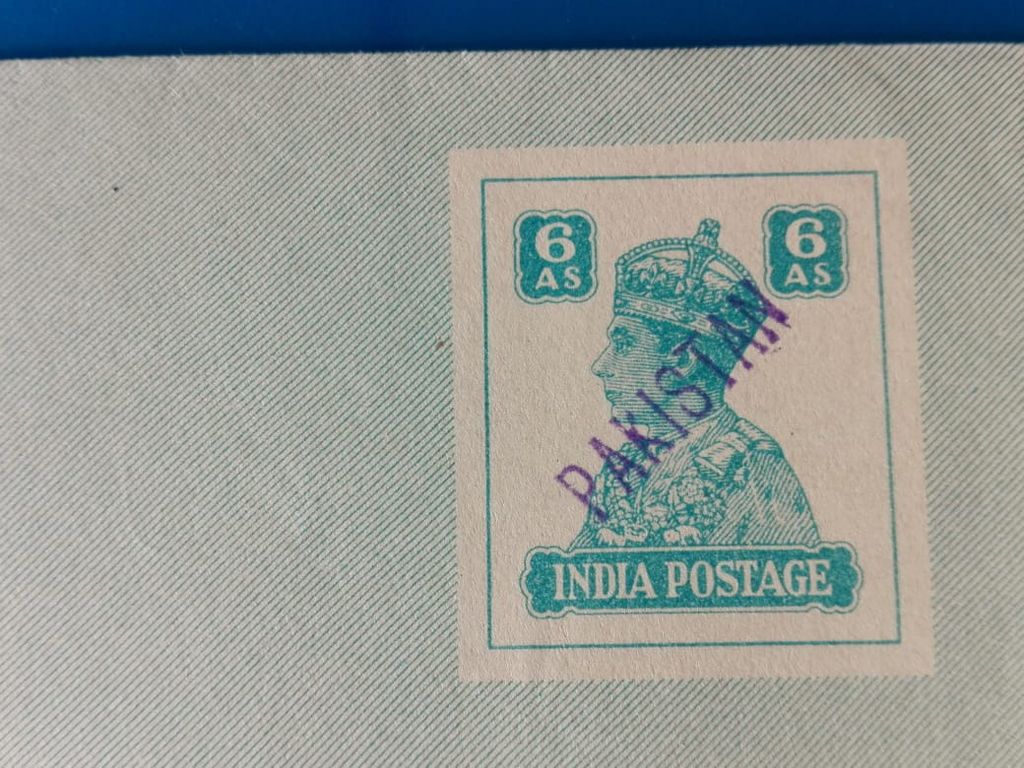 6 6
AS AS
PAKISTAN
INDIA POSTAGE